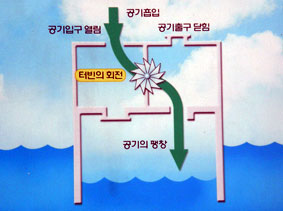 공기흡입
공기입구 열림
공기출구 닫힘
터빈의 회전
공기의 팽창